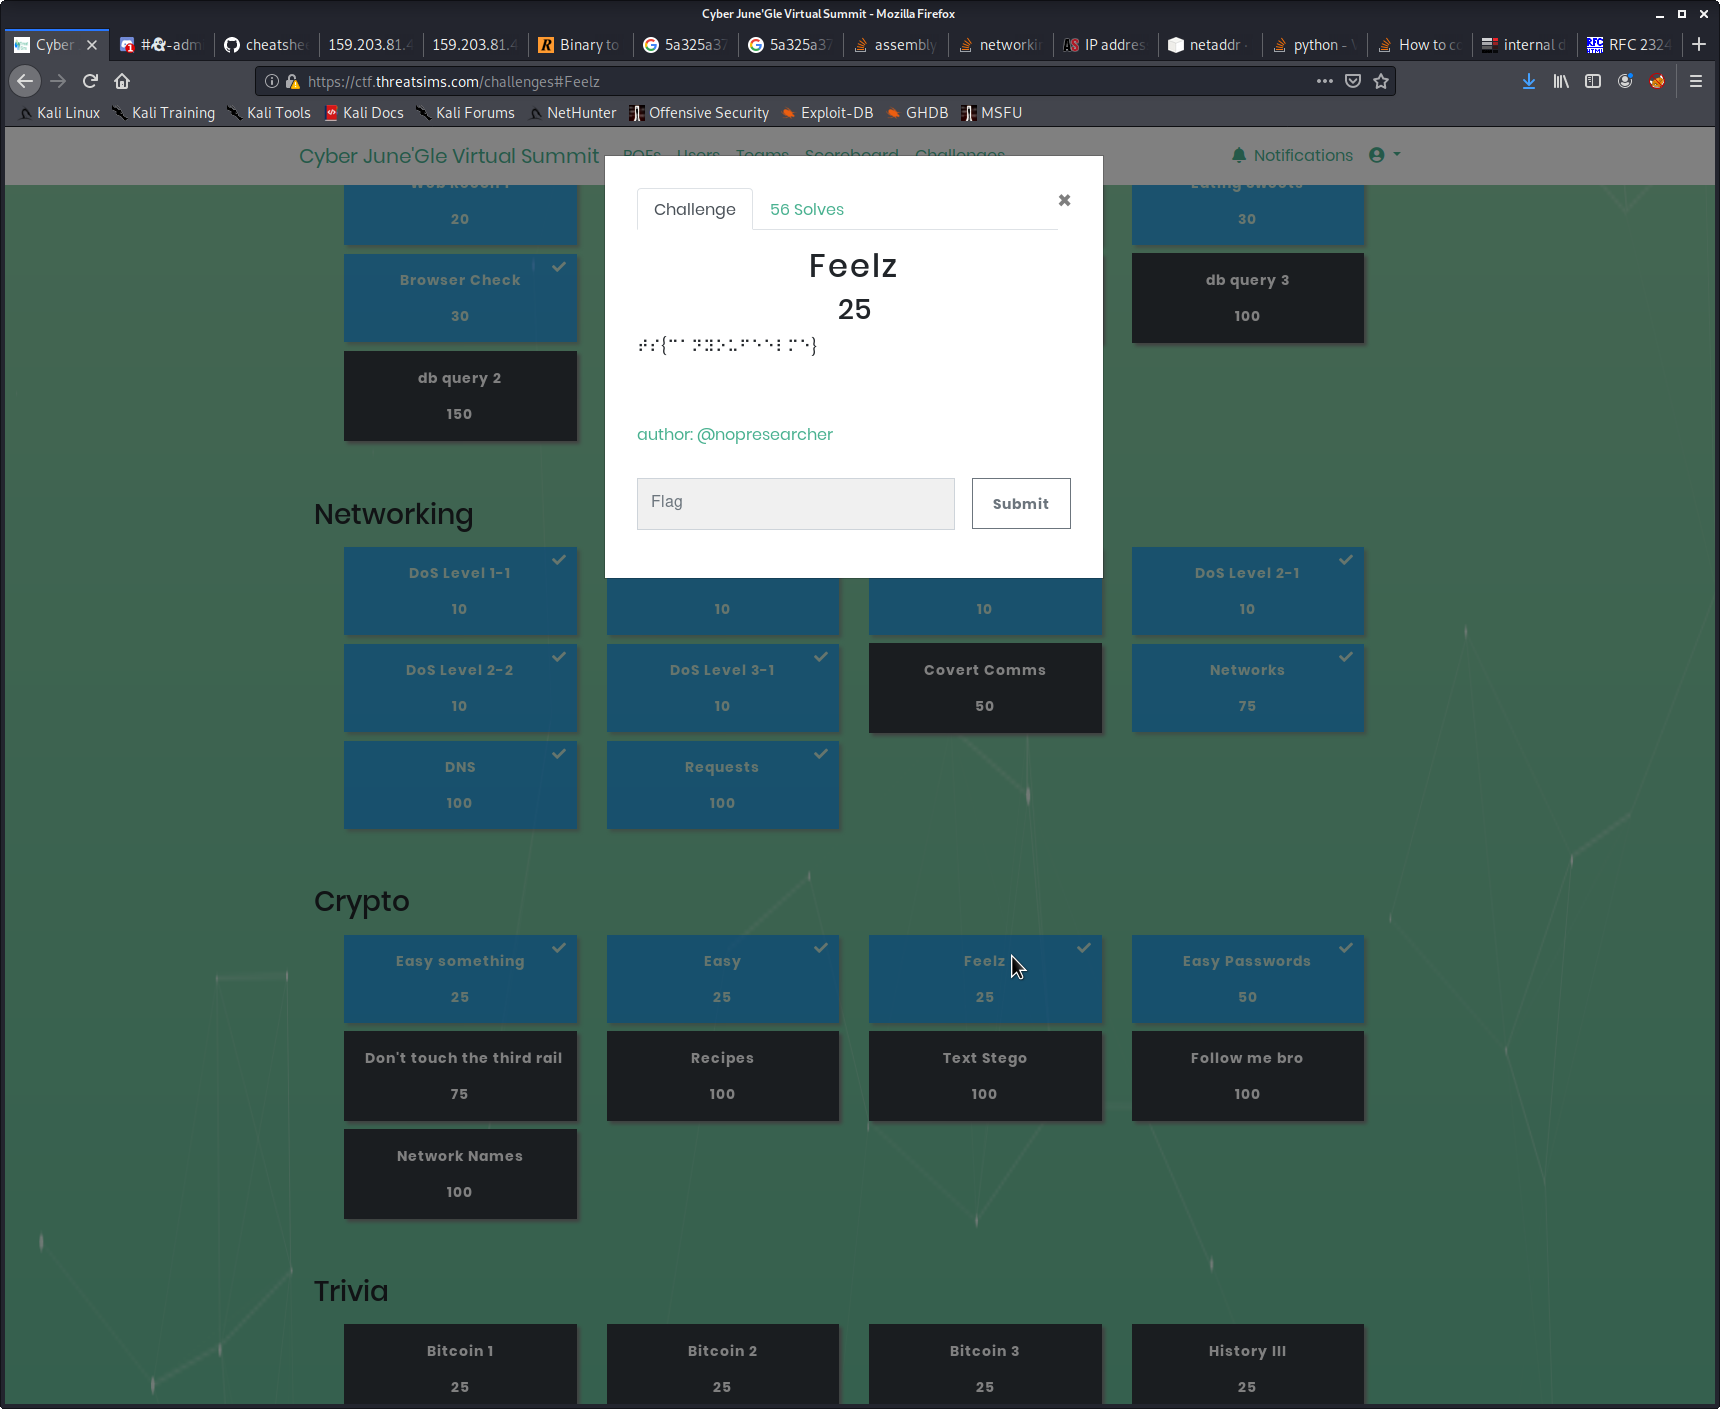 Cyber June'Gle Virtual Summit - Mozilla Firefox
Cyber
#
-adm
cheatshe
159.203.81.4
159.203.81.4
Binary to
5a325a37
5a325a37
assembly
networki
IP addres
netaddr
python -
How to c
internal d
RFC 2324
https://ctf.threatsims.com/challenges#Feelz
Kali Linux
Kali Training
Kali Tools
Kali Docs
Kali Forums
NetHunter
Offensive Security
Exploit-DB
GHDB
MSFU
Cyber June'Gle Virtual Summit
Users
Teams
Scoreboard
Challenges
Notifications
Challenge
56 Solves
Feelz
25
⠞⠎{⠉⠁⠝⠽⠕⠥⠋⠑⠑⠇⠍⠑}
author: @nopresearcher
Flag
Submit
20
Eating sweets
30
Browser Check
30
db query 3
100
db query 2
150
Networking
DoS Level 1-1
10
10
10
DoS Level 2-1
10
DoS Level 2-2
10
DoS Level 3-1
10
Covert Comms
50
Networks
75
DNS
100
Requests
100
Crypto
Easy something
25
Easy
25
Feelz
25
Easy Passwords
50
Don't touch the third rail
75
Recipes
100
Text Stego
100
Follow me bro
100
Network Names
100
Trivia
Bitcoin 1
25
Bitcoin 2
25
Bitcoin 3
25
History III
25